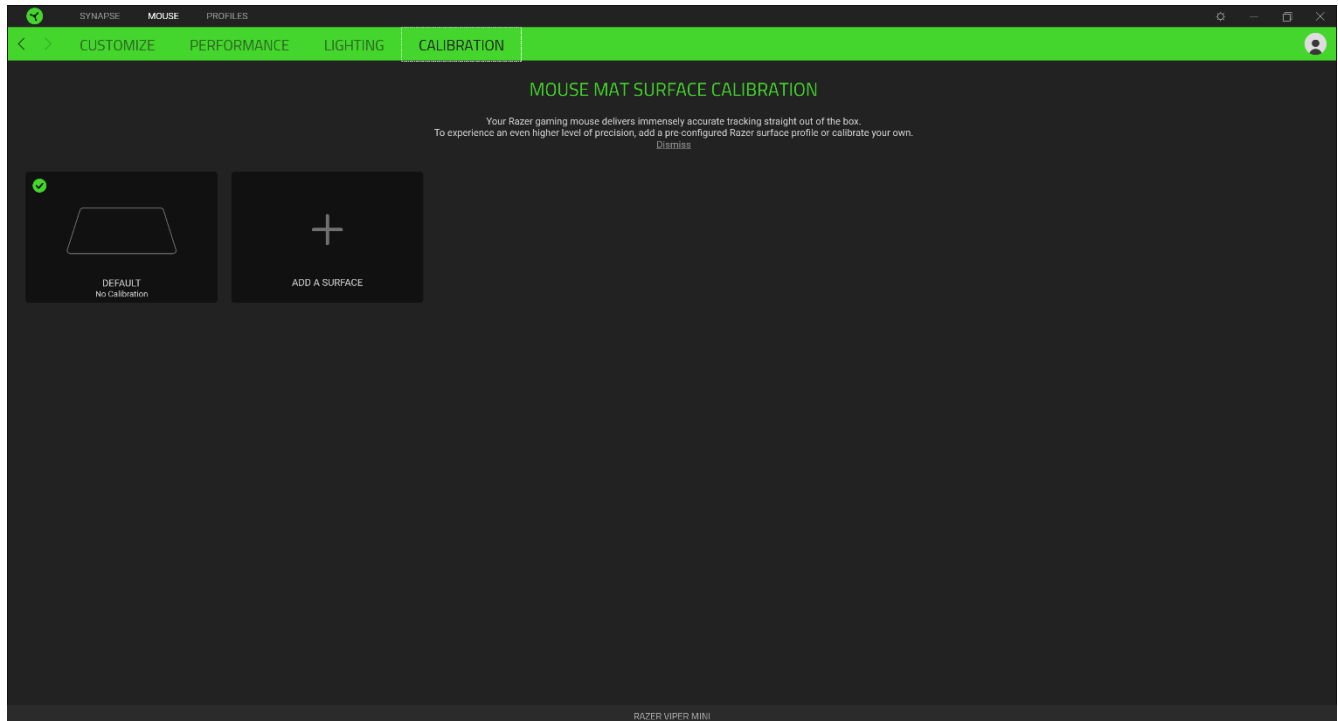 SYNAPSE MOUSE PROFILES
CUSTOMIZE PERFORMANCE LIGHTING CALIBRATION
MOUSE MAT SURFACE CALIBRATION
Your Razer gaming mouse delivers immensely accurate tracking straight out of the box.
To experience an even higher level of precision, add a pre-configured Razer surface profile or calibrate your own.
Dismiss
DEFAULT
No Calibration
ADD A SURFACE
RAZER VIPER MINI